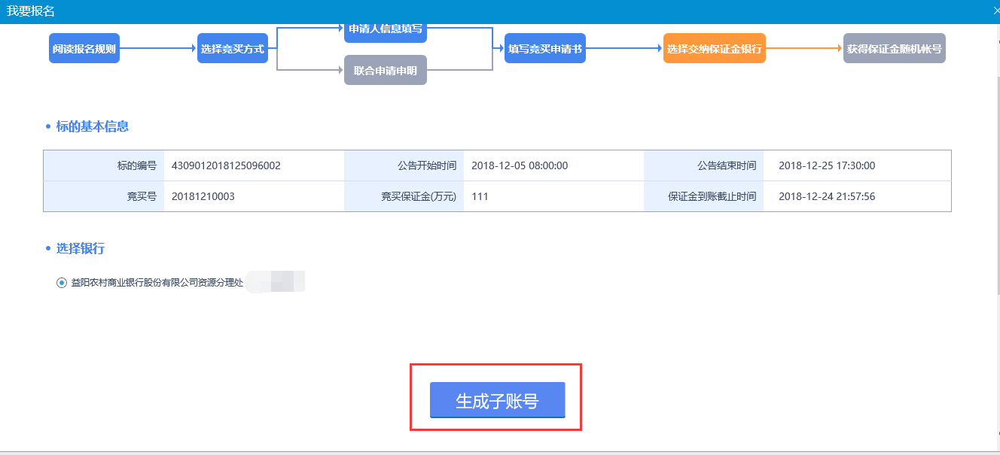 我要报名
申请人信息填写
阅读报名规则
选择竞买方式
填写竞买申请书
选择交纳保证金银行
获得保证金随机帐号
联合申请申明
标的基本信息
标的编号 4309012018125096002 公告开始时间 2018-12-05 08:00:00 公告结束时间 2018-12-25 17:30:00
竞买号 20181210003 竞买保证金(万元) 111 保证金到账截止时间 2018-12-24 21:57:56
选择银行
益阳农村商业银行股份有限公司资源分理处
生成子账号